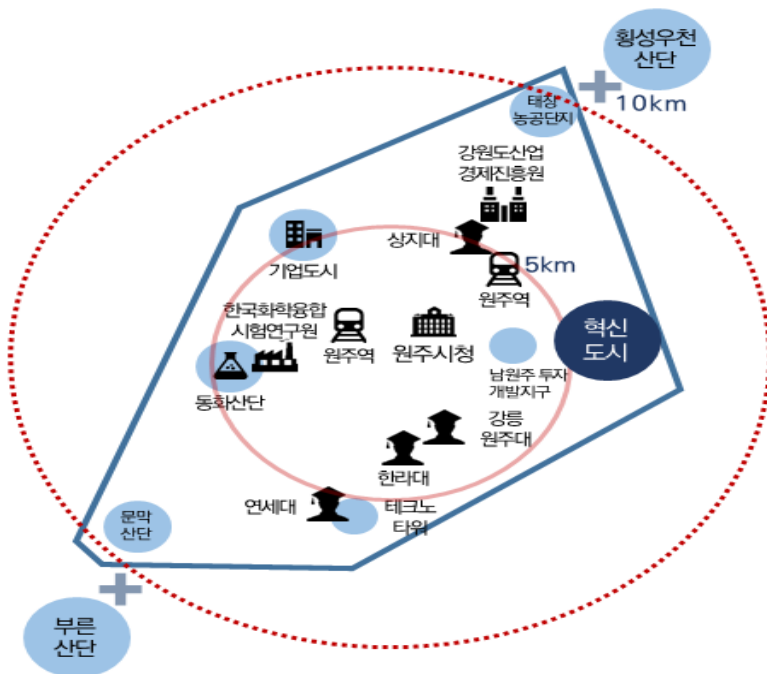 횡성우천
산단
10km
태장
농공단지
강원도산업
경제진흥원
상지대
5km
원주역
기업도시
한국화학융합
시험연구원
원주역
원주시청
혁신
도시
동화산단
남원주 투자
개발지구
강릉
원주대
한라대
연세대
테크노
타워
문막
산단
부른
산단